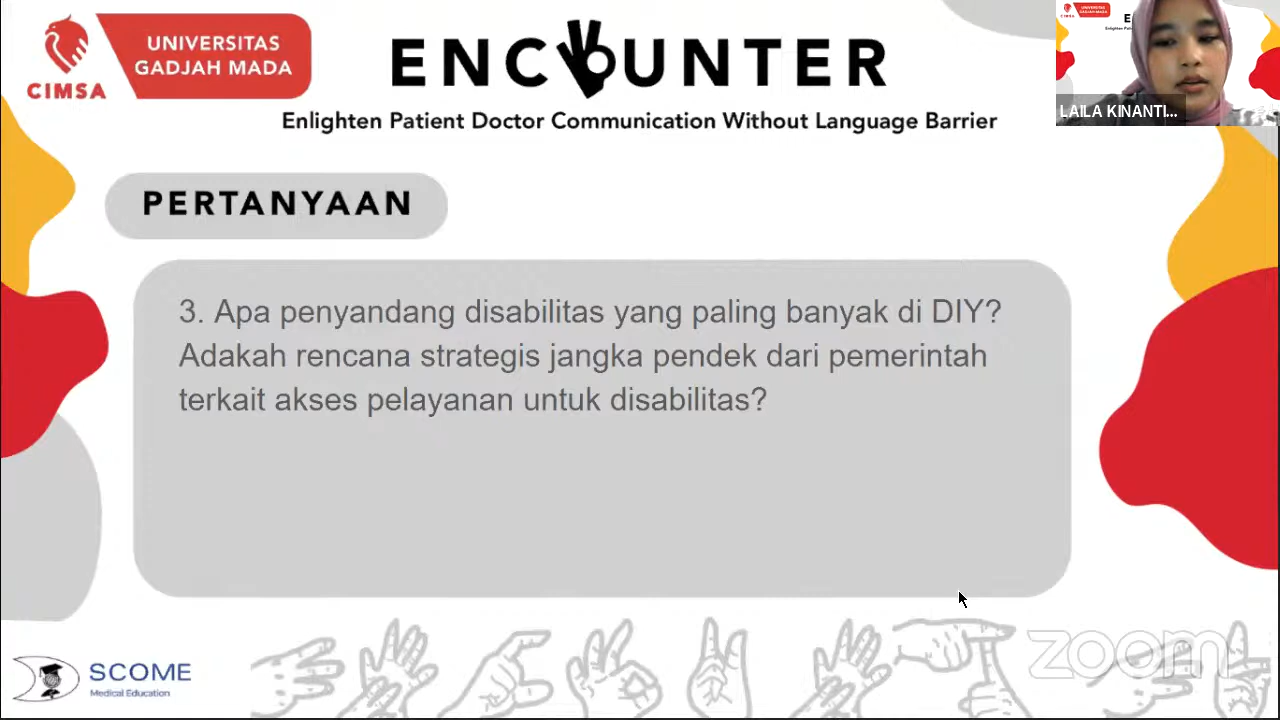 CIMSA
UNIVERSITAS
GADJAH MADA
ENCOUNTER
Enlighten Patient Doctor Communication Without Language Barrier
LAILA KINANTI...
PERTANYAAN
3. Apa penyandang disabilitas yang paling banyak di DIY?
Adakah rencana strategis jangka pendek dari pemerintah
terkait akses pelayanan untuk disabilitas?
SCOME
Medical Education
zoom